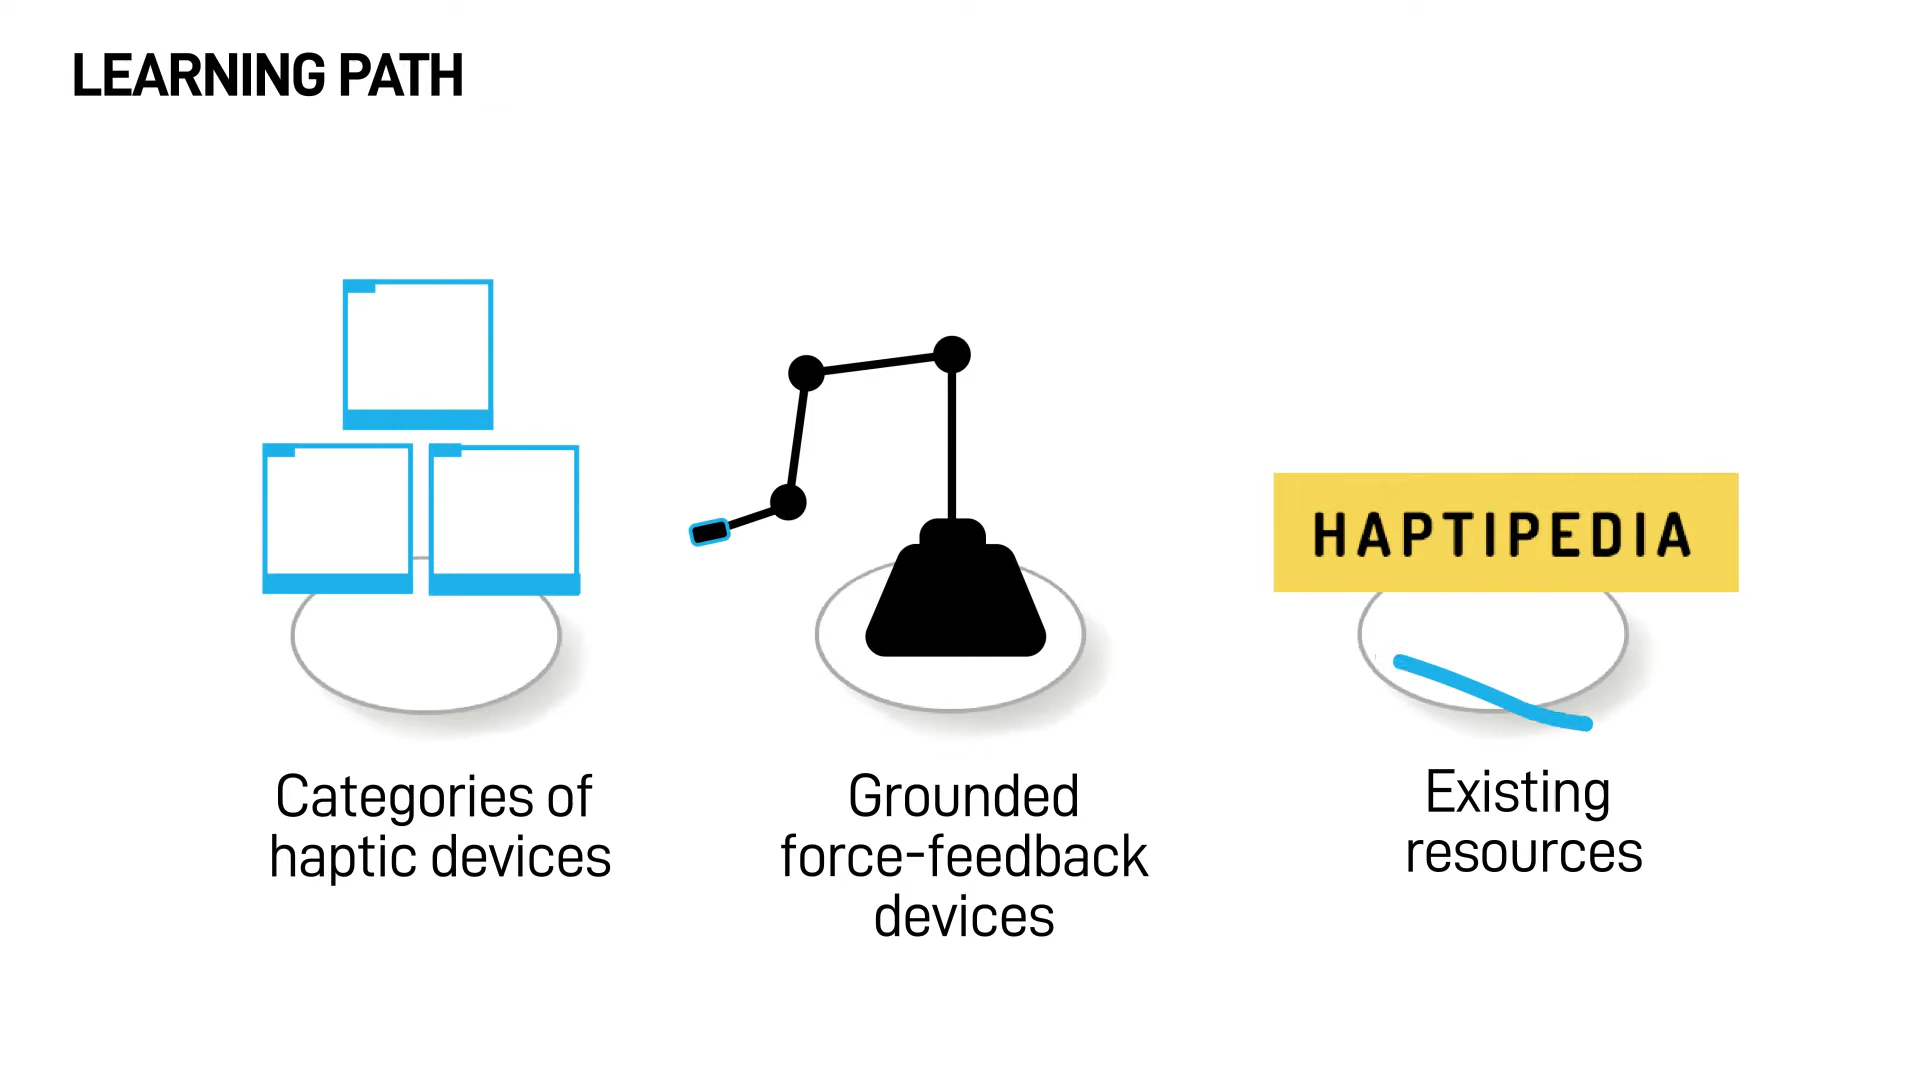 LEARNING PATH
HAPTIPEDIA
Categories of
haptic devices
Grounded
force-feedback
devices
Existing
resources